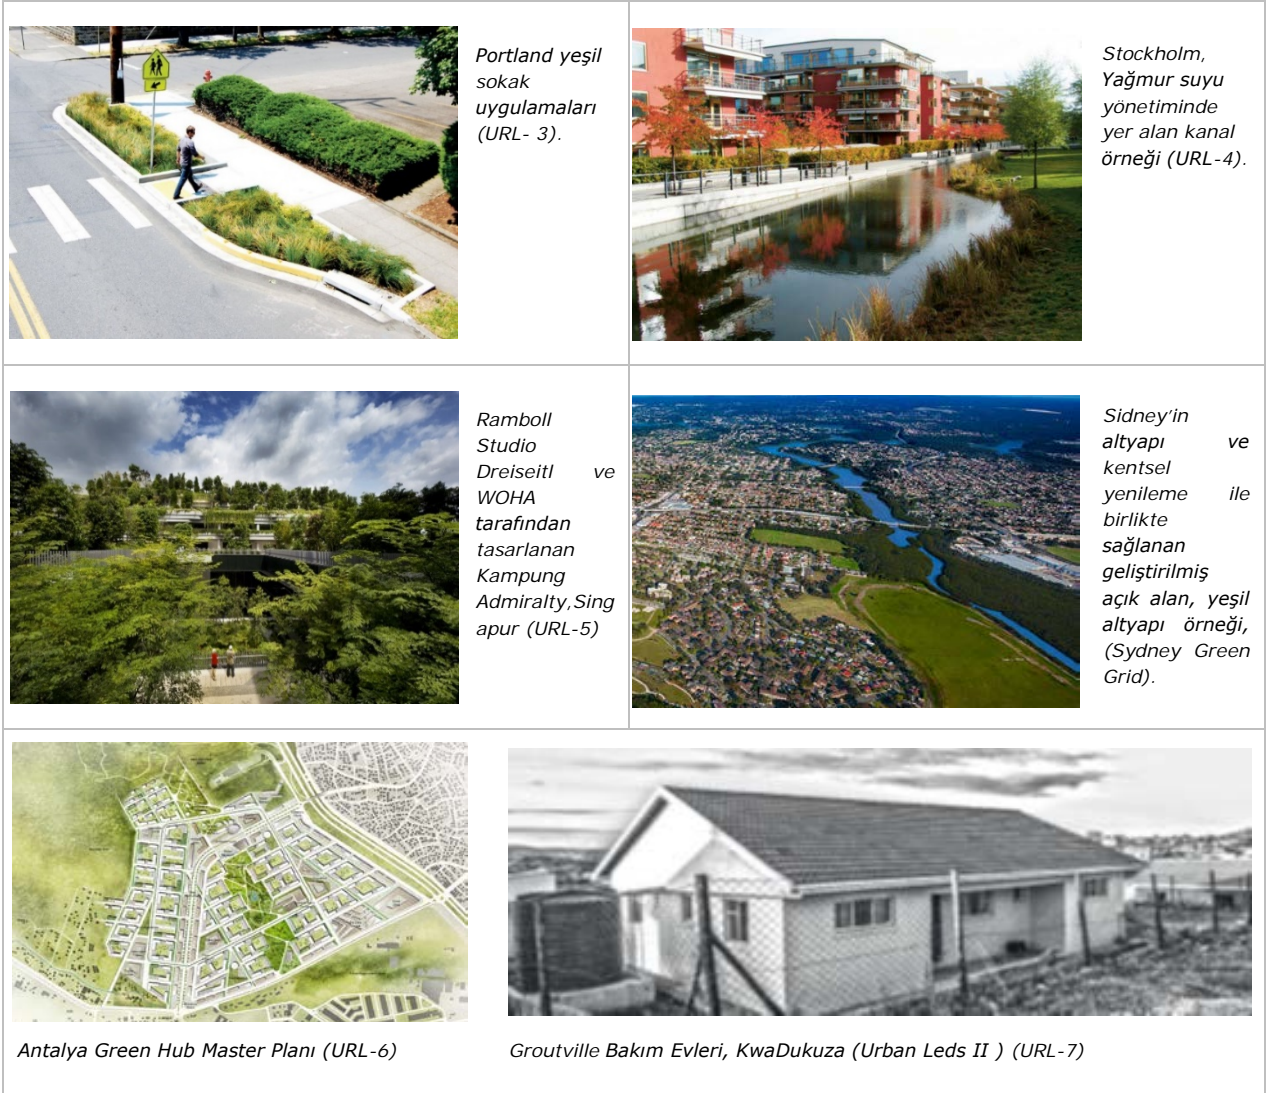 Portland yeşil
sokak
uygulamaları
(URL- 3).
Stockholm,
Yağmur suyu
yönetiminde
yer alan kanal
örneği (URL-4).
Ramboll
Studio
Dreiseitl ve
WOHA
tarafından
tasarlanan
Kampung
Admiralty,Sing
apur (URL-5)
Sidney’in
altyapı ve
kentsel
yenileme ile
birlikte
sağlanan
geliştirilmiş
açık alan, yeşil
altyapı örneği,
(Sydney Green
Grid).
Antalya Green Hub Master Planı (URL-6)
Groutville Bakım Evleri, KwaDukuza (Urban Leds II ) (URL-7)